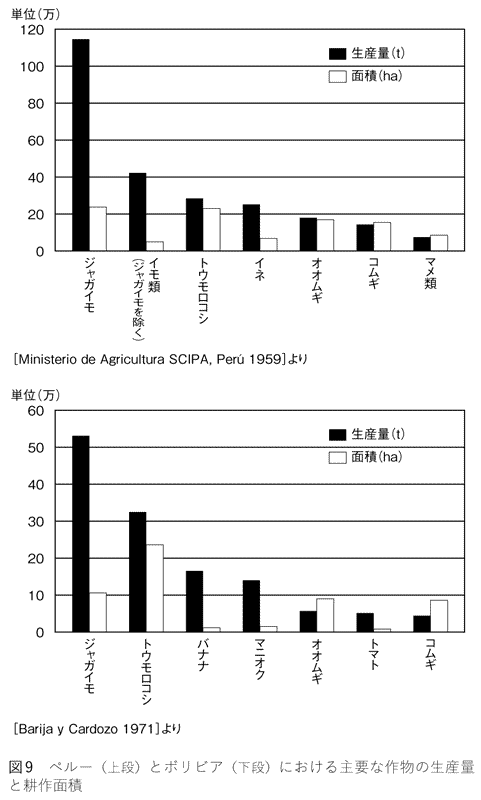 単位(万)
120
100
80
60
40
20
0
生産量(t)
面積(ha)
ジャガイモ
イモ類
(ジャガイモを除く)
トウモロコシ
イネ
オオムギ
コムギ
マメ類
[Ministerio de Agricultura SCIPA, Perú 1959]より
単位(万)
60
50
40
30
20
10
0
生産量(t)
面積(ha)
ジャガイモ
トウモロコシ
バナナ
マニオク
オオムギ
トマト
コムギ
[Barija y Cardozo 1971]より
図9 ペルー(上段)とボリビア(下段)における主要な作物の生産量
と耕作面積